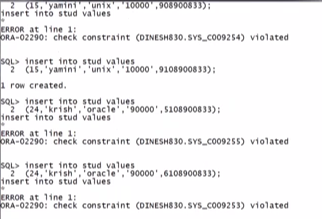 2 (15,'yamini','unix','10000',908900833);
insert into stud values
*
ERROR at line 1:
ORA-02290: check constraint (DINESH830.SYS_C009254) violated
SQL> insert into stud values
2 (15,'yamini','unix','10000',9108900833);
1 row created.
SQL> insert into stud values
2 (24,'krish','oracle','90000',5108900833);
insert into stud values
*
ERROR at line 1:
ORA-02290: check constraint (DINESH830.SYS_C009255) violated
SQL> insert into stud values
2 (24,'krish','oracle','90000',6108900833);
insert into stud values
*
ERROR at line 1:
ORA-02290: check constraint (DINESH830.SYS_C009253) violated